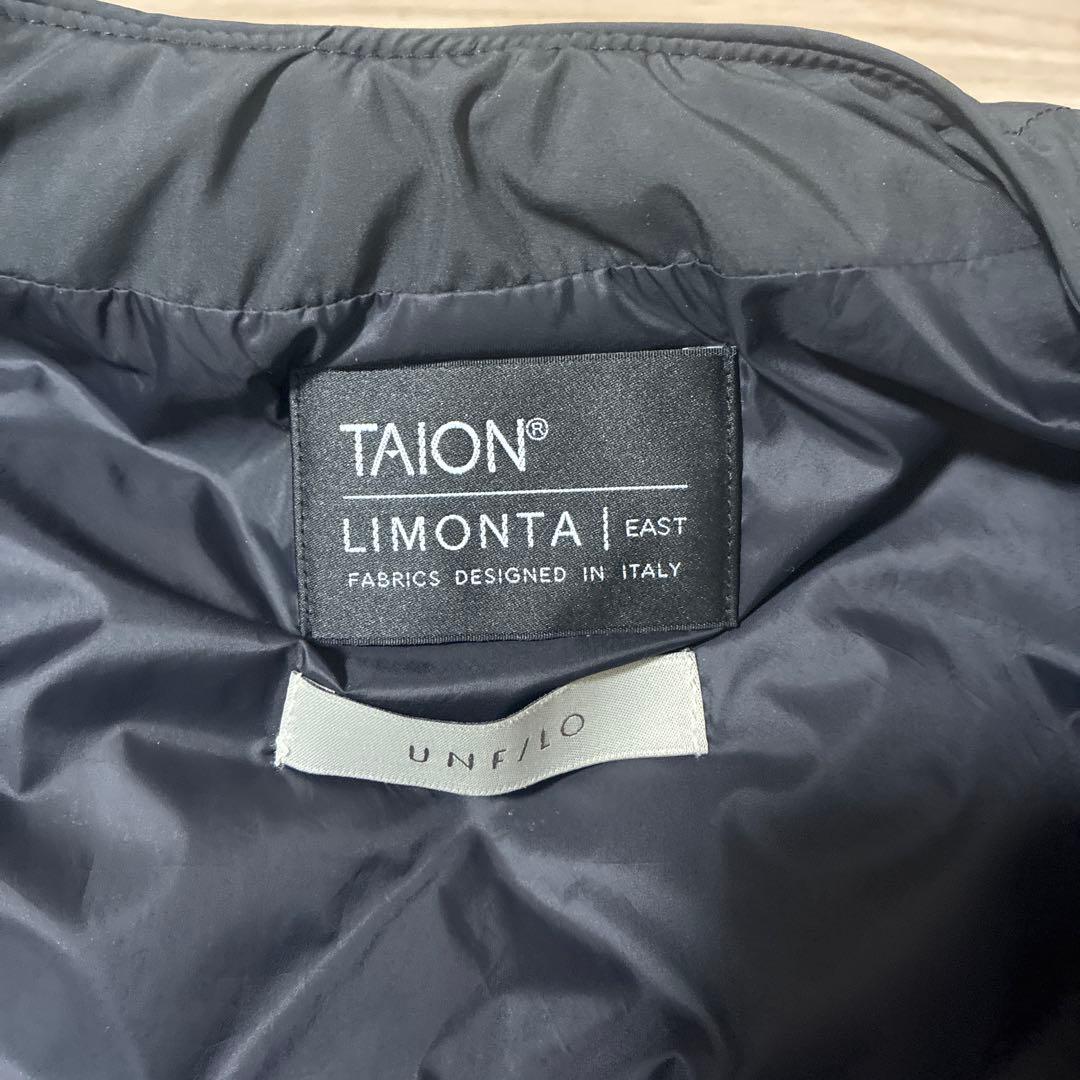 TAION®
LIMONTA | EAST
FABRICS DESIGNED IN ITALY
UNF/LO